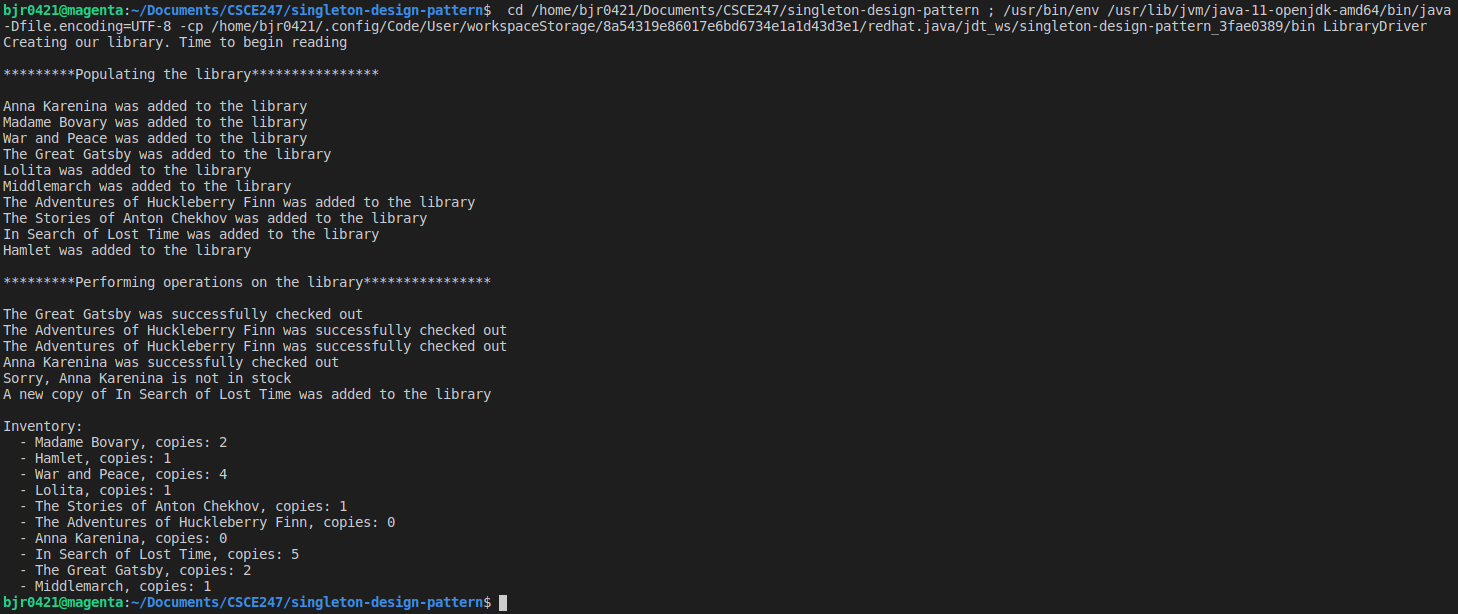 bjr0421@magenta:~/Documents/CSCE247/singleton-design-pattern$  cd /home/bjr0421/Documents/CSCE247/singleton-design-pattern ; /usr/bin/env /usr/lib/jvm/java-11-openjdk-amd64/bin/java
-Dfile.encoding=UTF-8 -cp /home/bjr0421/.config/Code/User/workspaceStorage/8a54319e86017e6bd6734e1a1d43d3e1/redhat.java/jdt_ws/singleton-design-pattern_3fae0389/bin LibraryDriver
Creating our library. Time to begin reading
*********Populating the library****************
Anna Karenina was added to the library
Madame Bovary was added to the library
War and Peace was added to the library
The Great Gatsby was added to the library
Lolita was added to the library
Middlemarch was added to the library
The Adventures of Huckleberry Finn was added to the library
The Stories of Anton Chekhov was added to the library
In Search of Lost Time was added to the library
Hamlet was added to the library
*********Performing operations on the library****************
The Great Gatsby was successfully checked out
The Adventures of Huckleberry Finn was successfully checked out
The Adventures of Huckleberry Finn was successfully checked out
Anna Karenina was successfully checked out
Sorry, Anna Karenina is not in stock
A new copy of In Search of Lost Time was added to the library
Inventory:
  - Madame Bovary, copies: 2
  - Hamlet, copies: 1
  - War and Peace, copies: 4
  - Lolita, copies: 1
  - The Stories of Anton Chekhov, copies: 1
  - The Adventures of Huckleberry Finn, copies: 0
  - Anna Karenina, copies: 0
  - In Search of Lost Time, copies: 5
  - The Great Gatsby, copies: 2
  - Middlemarch, copies: 1
bjr0421@magenta:~/Documents/CSCE247/singleton-design-pattern$